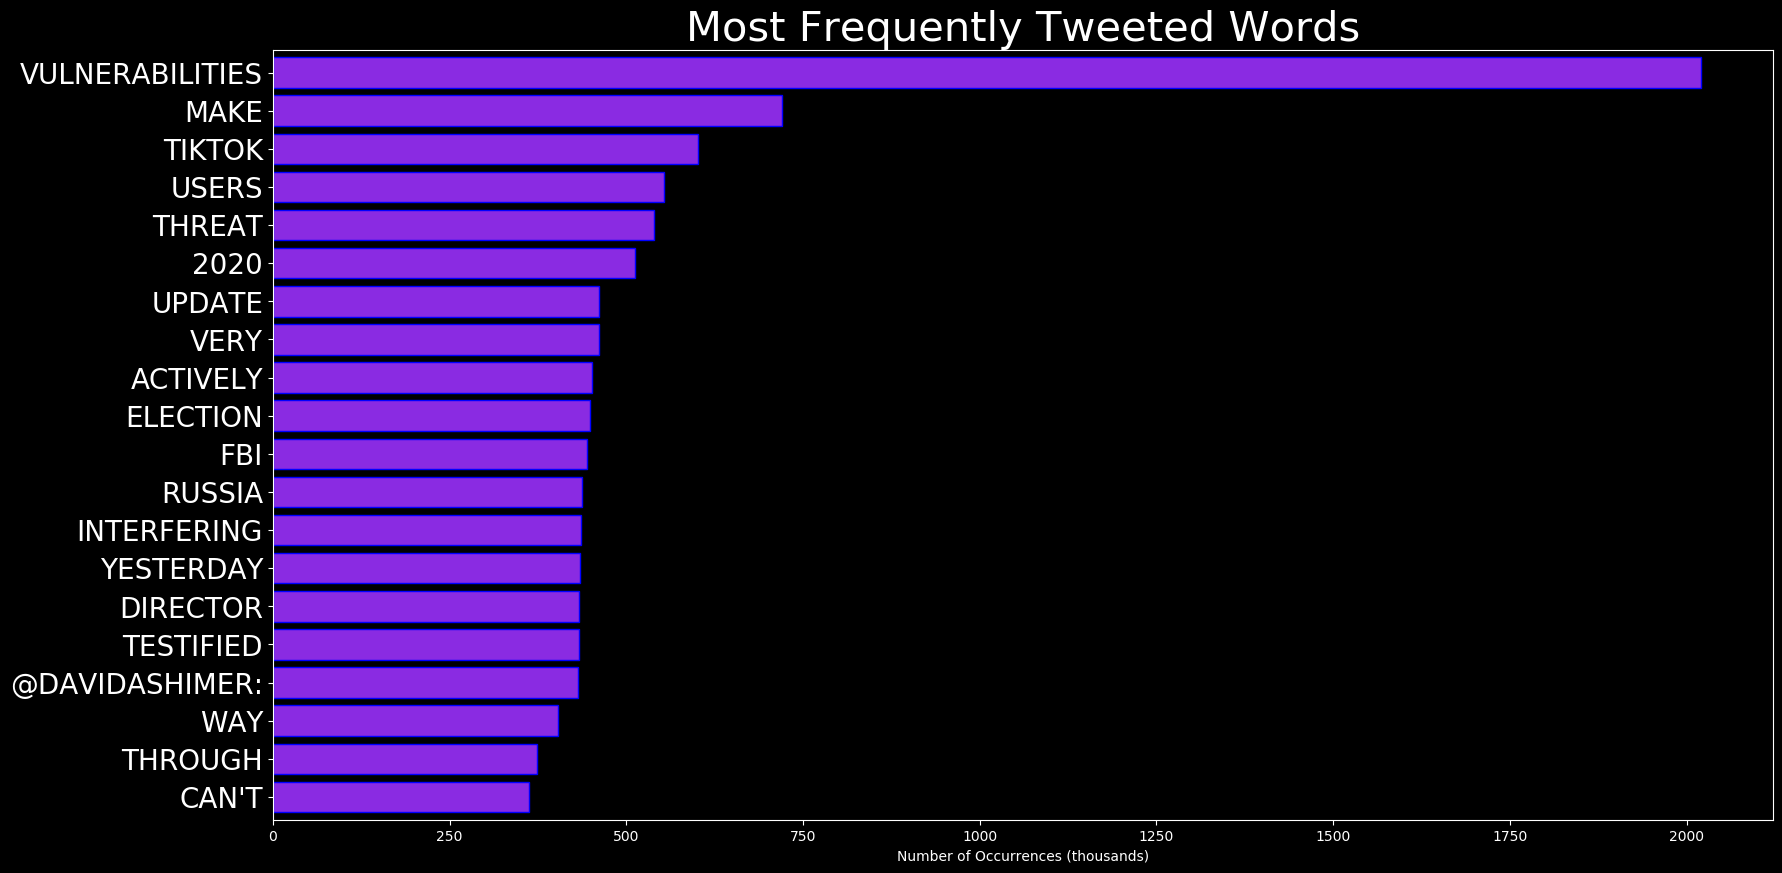 Most Frequently Tweeted Words
VULNERABILITIES
MAKE
TIKTOK
USERS
THREAT
2020
UPDATE
VERY
ACTIVELY
ELECTION
FBI
RUSSIA
INTERFERING
YESTERDAY
DIRECTOR
TESTIFIED
@DAVIDASHIMER:
WAY
THROUGH
CAN'T
0 250 500 750 1000 1250 1500 1750 2000
Number of Occurrences (thousands)